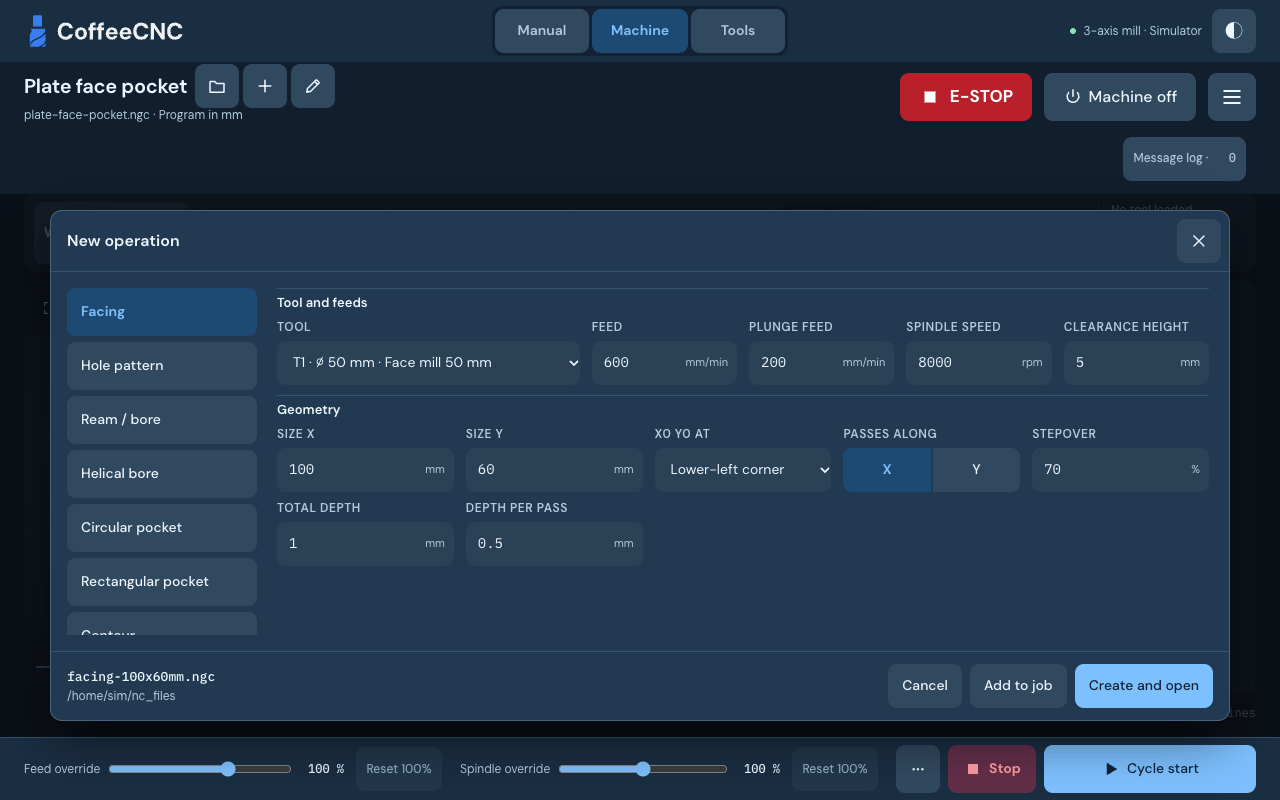 CoffeeCNC
Manual
Machine
Tools
3-axis mill · Simulator
Plate face pocket
plate-face-pocket.ngc · Program in mm
E-STOP
Machine off
Message log · 0
No tool loaded
New operation
Facing
Hole pattern
Ream / bore
Helical bore
Circular pocket
Rectangular pocket
Contour
Tool and feeds
TOOL
FEED
PLUNGE FEED
SPINDLE SPEED
CLEARANCE HEIGHT
T1 · ⌀ 50 mm · Face mill 50 mm
600 mm/min
200 mm/min
8000 rpm
5 mm
Geometry
SIZE X
SIZE Y
X0 Y0 AT
PASSES ALONG
STEPOVER
100 mm
60 mm
Lower-left corner
X
Y
70 %
TOTAL DEPTH
DEPTH PER PASS
1 mm
0.5 mm
facing-100x60mm.ngc
/home/sim/nc_files
Cancel
Add to job
Create and open
Feed override
100 %
Reset 100%
Spindle override
100 %
Reset 100%
...
Stop
Cycle start